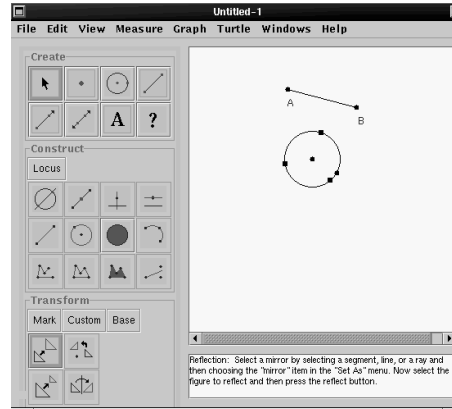 Untitled-1
File Edit View Measure Graph Turtle Windows Help
Create
A ?
Construct
Locus
Transform
Mark Custom Base
A
B
Reflection: Select a mirror by selecting a segment, line, or a ray and
then choosing the "mirror" item in the "Set As" menu. Now select the
figure to reflect and then press the reflect button.